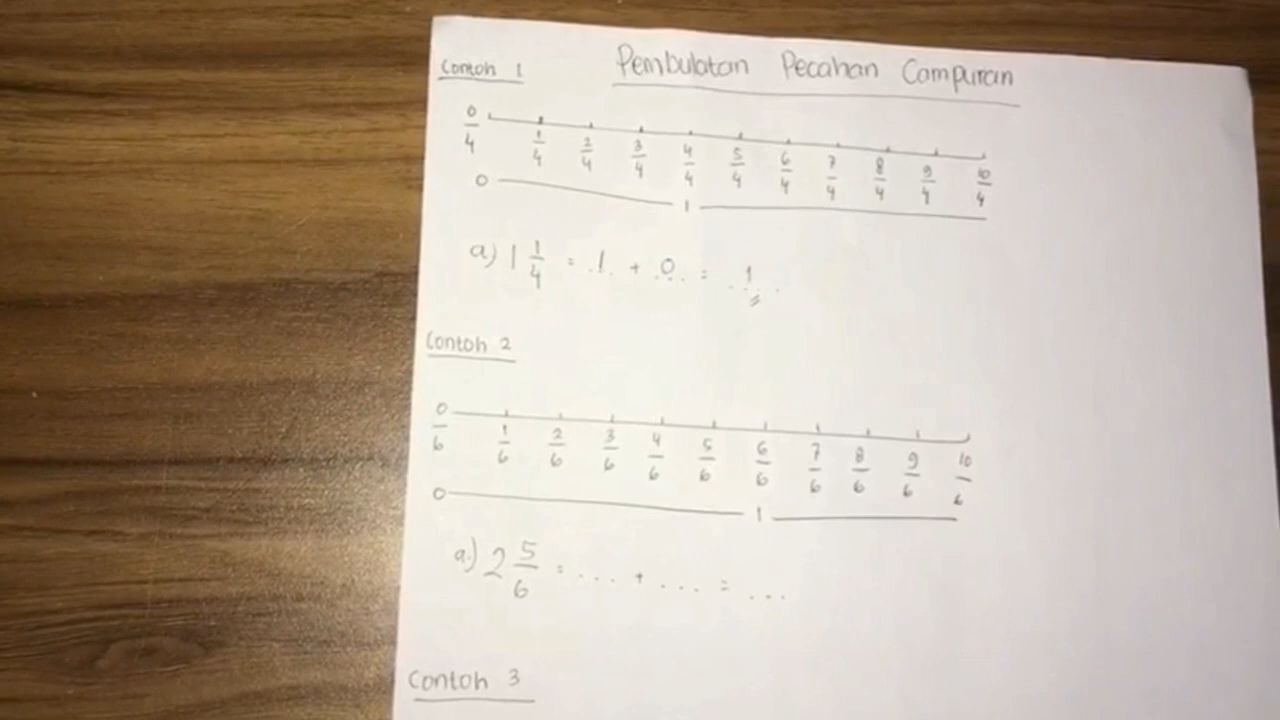 Contoh 1
Pembulatan Pecahan Campuran
0/4 1/4 2/4 3/4 4/4 5/4 6/4 7/4 8/4 9/4 10/4
0 1
a) 1 1/4 = .1. + .0. = .1.
Contoh 2
0/6 1/6 2/6 3/6 4/6 5/6 6/6 7/6 8/6 9/6 10/6
0 1
a.) 2 5/6 = ... + ... = ...
Contoh 3